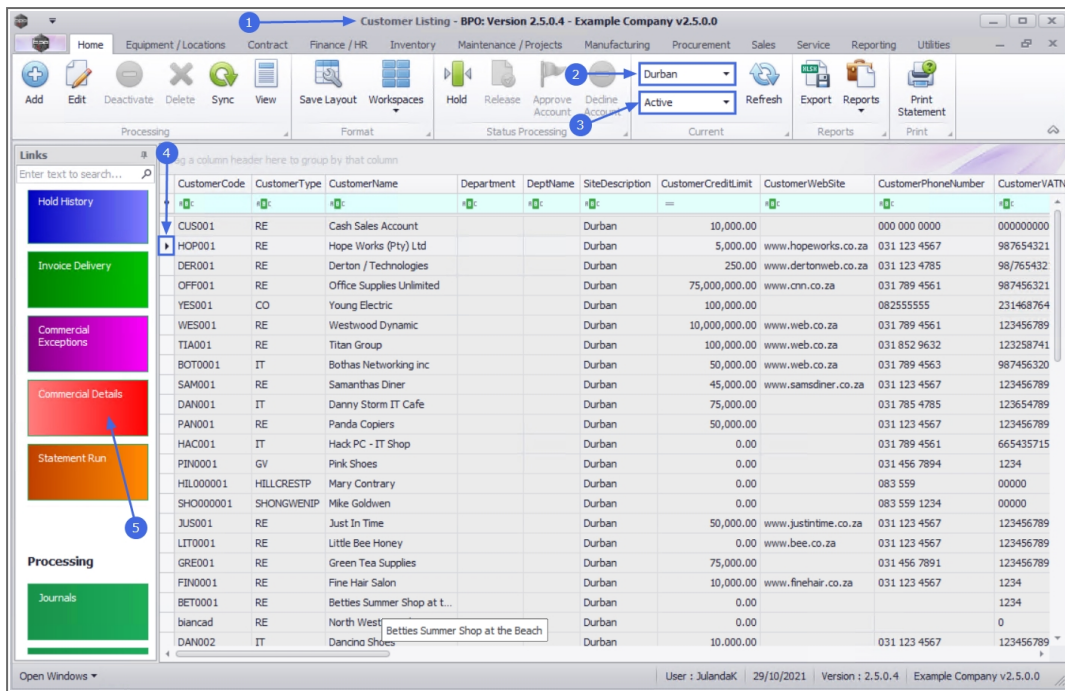 1
Customer Listing - BPO: Version 2.5.0.4 - Example Company v2.5.0.0
Home Equipment / Locations Contract Finance / HR Inventory Maintenance / Projects Manufacturing Procurement Sales Service Reporting Utilities
Add Edit Deactivate Delete Sync View Save Layout Workspaces Hold Release Approve Account Decline Account Refresh Export Reports Print Statement
2 Durban
3 Active
Processing Format Status Processing Current Reports Print
Links 4
Enter text to search...
a column header here to group by that column
CustomerCode CustomerType CustomerName Department DeptName SiteDescription CustomerCreditLimit CustomerWebSite CustomerPhoneNumber CustomerVATN
CUS001 RE Cash Sales Account Durban 10,000.00 000 000 0000 000000000
HOP001 RE Hope Works (Pty) Ltd Durban 5,000.00 www.hopeworks.co.za 031 123 4567 987654321
DER001 RE Derton / Technologies Durban 250.00 www.dertonweb.co.za 031 123 4785 98/765432
OFF001 RE Office Supplies Unlimited Durban 75,000,000.00 www.cnn.co.za 031 789 4561 987456321
YES001 CO Young Electric Durban 100,000.00 082555555 231468764
WES001 RE Westwood Dynamic Durban 10,000,000.00 www.web.co.za 031 789 4561 123456789
TIA001 RE Titan Group Durban 100,000.00 www.web.co.za 031 852 9632 123258741
BOT0001 IT Bothas Networking inc Durban 50,000.00 www.web.co.za 031 789 4563 987456320
SAM001 RE Samanthas Diner Durban 45,000.00 www.samsdiner.co.za 031 123 4567 123456789
DAN001 IT Danny Storm IT Cafe Durban 75,000.00 031 785 4785 123654789
PAN001 RE Panda Copiers Durban 50,000.00 031 123 4567 123456789
HAC001 IT Hack PC - IT Shop Durban 0.00 031 789 4561 665435715
PIN0001 GV Pink Shoes Durban 0.00 031 456 7894 1234
HIL000001 HILLCRESTP Mary Contrary Durban 0.00 083 559 00000
SHO000001 SHONGWENIP Mike Goldwen Durban 0.00 083 559 1234 00000
JUS001 RE Just In Time Durban 50,000.00 www.justintime.co.za 031 123 4567 123456789
LIT0001 RE Little Bee Honey Durban 0.00 www.bee.co.za 031 123 4567 123456789
GRE001 RE Green Tea Supplies Durban 75,000.00 031 456 7891 123456789
FIN0001 RE Fine Hair Salon Durban 10,000.00 www.finehair.co.za 031 123 4567 1234
BET0001 RE Betties Summer Shop at t... Durban 0.00 1234
biancad RE North West Durban 0.00 0
Betties Summer Shop at the Beach
DAN002 IT Dancing Shoes Durban 10.000.00 031 123 4567 123456789
Hold History
Invoice Delivery
Commercial
Exceptions
Commercial Details
Statement Run
5
Processing
Journals
Open Windows User : JulandaK 29/10/2021 Version : 2.5.0.4 Example Company v2.5.0.0